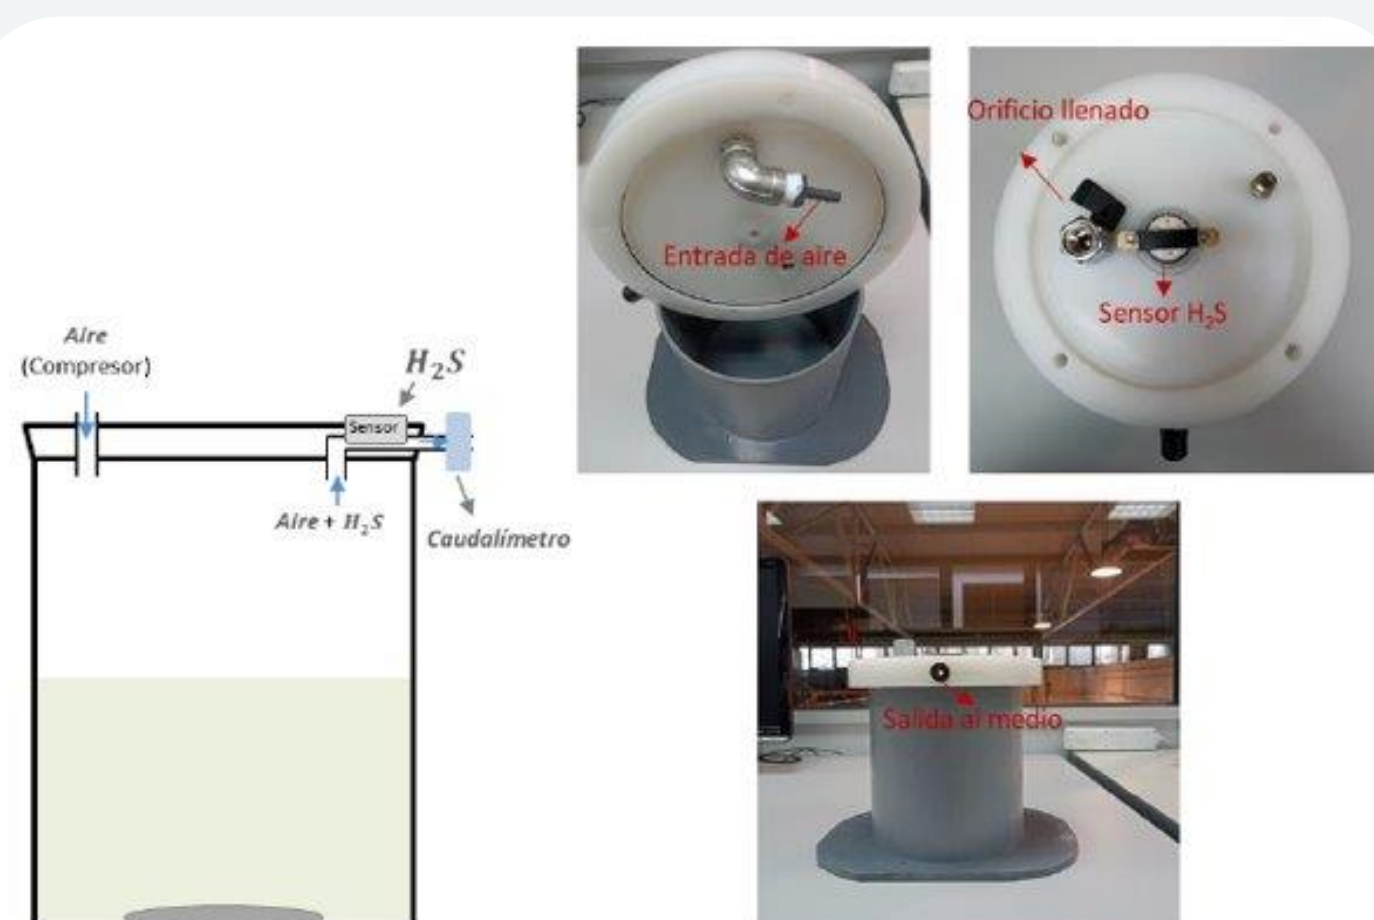 Aire
(Compresor)
H₂S
Sensor
Aire + H₂S
Caudalímetro
Entrada de aire
Orificio llenado
Sensor H₂S
Salida al medio